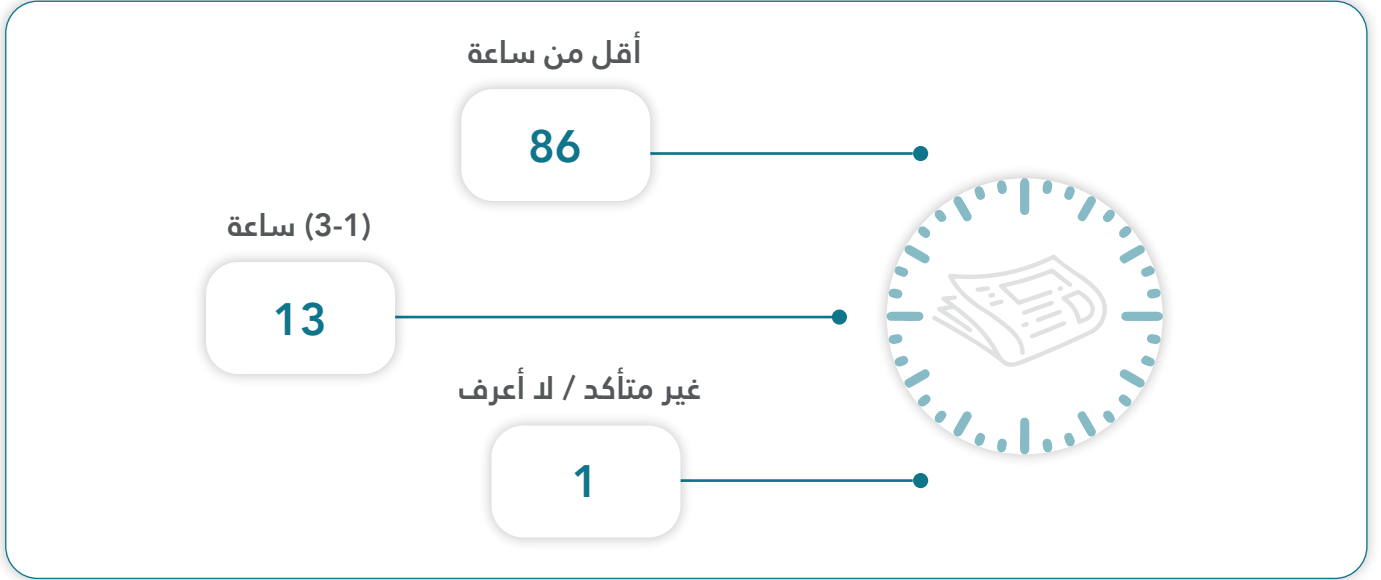 أقل من ساعة
86
(3-1) ساعة
13
غير متأكد / لا أعرف
1